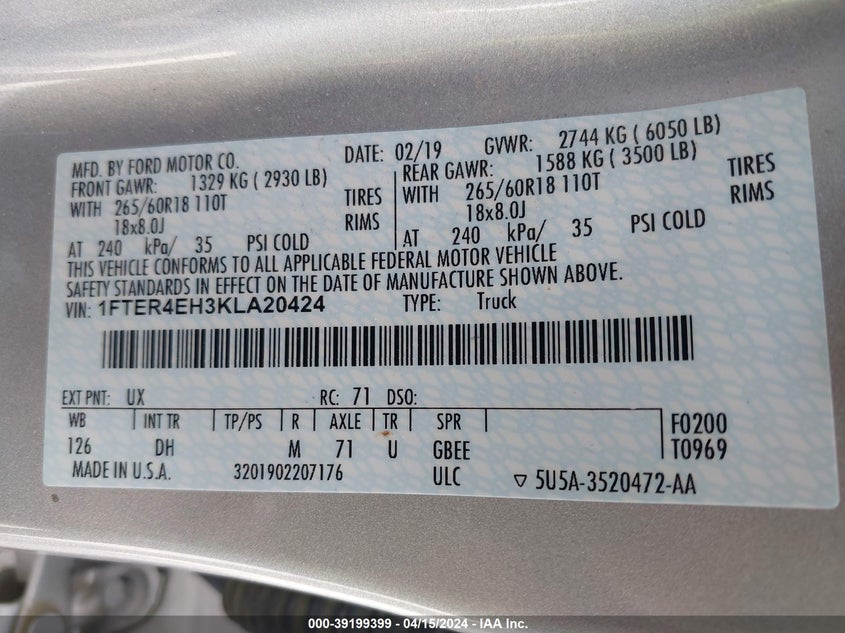 MFD. BY FORD MOTOR CO. DATE: 02/19 GVWR: 2744 KG ( 6050 LB)
FRONT GAWR: 1329 KG ( 2930 LB) REAR GAWR: 1588 KG ( 3500 LB)
WITH 265/60R18 110T TIRES WITH 265/60R18 110T TIRES
18x8.0J RIMS 18x8.0J RIMS
AT 240 kPa/ 35 PSI COLD AT 240 kPa/ 35 PSI COLD
THIS VEHICLE CONFORMS TO ALL APPLICABLE FEDERAL MOTOR VEHICLE
SAFETY STANDARDS IN EFFECT ON THE DATE OF MANUFACTURE SHOWN ABOVE.
VIN: 1FTER4EH3KLA20424 TYPE: Truck
EXT PNT: UX RC: 71 DSO:
WB INT TR TP/PS R AXLE TR SPR F0200
126 DH M 71 U GBEE T0969
MADE IN U.S.A. 3201902207176 ULC ▽ 5U5A-3520472-AA
000-39199399 - 04/15/2024 - IAA Inc.